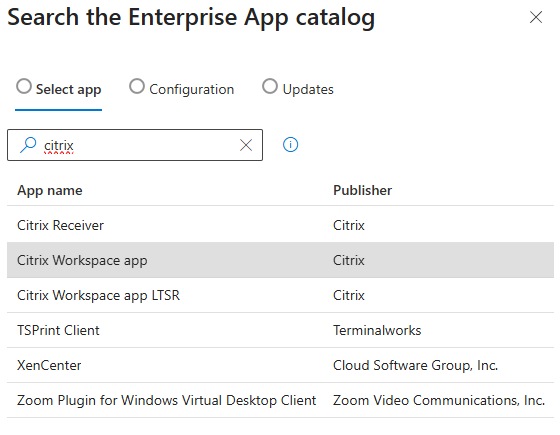 Search the Enterprise App catalog
Select app Configuration Updates
citrix
App name Publisher
Citrix Receiver Citrix
Citrix Workspace app Citrix
Citrix Workspace app LTSR Citrix
TSPrint Client Terminalworks
XenCenter Cloud Software Group, Inc.
Zoom Plugin for Windows Virtual Desktop Client Zoom Video Communications, Inc.